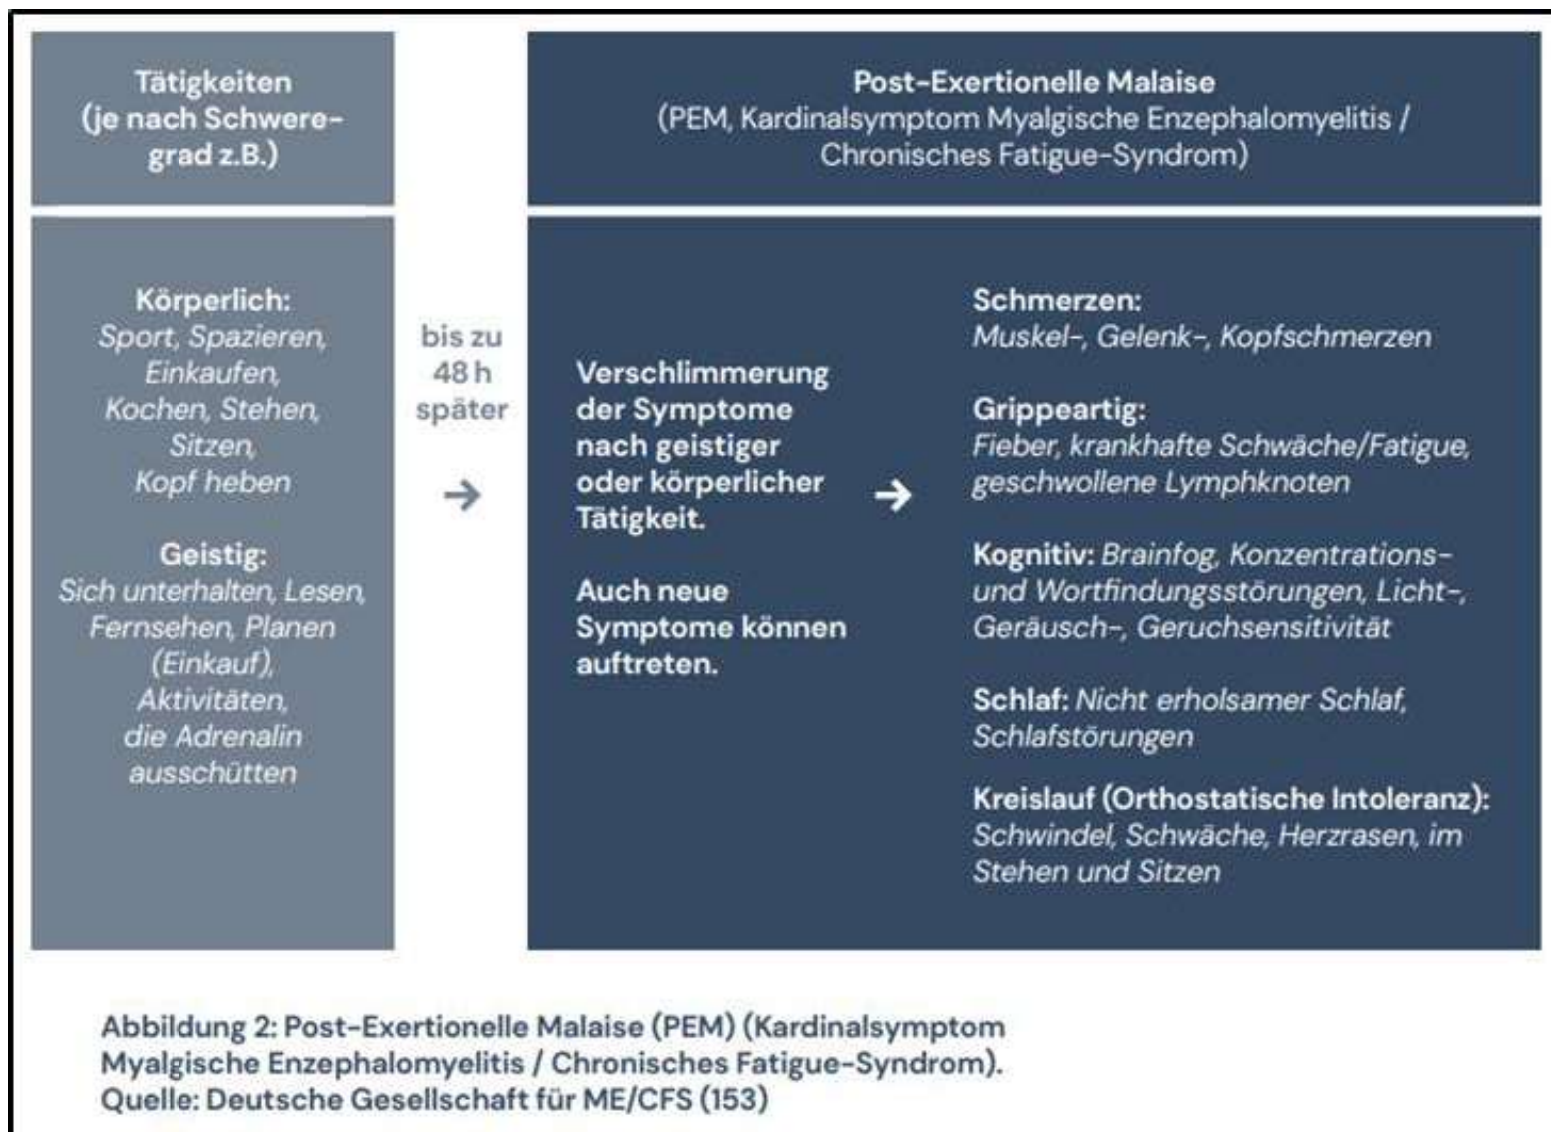 Tätigkeiten
(je nach Schwere-
grad z.B.)
Post-Exertionelle Malaise
(PEM, Kardinalsymptom Myalgische Enzephalomyelitis /
Chronisches Fatigue-Syndrom)
Körperlich:
Sport, Spazieren,
Einkaufen,
Kochen, Stehen,
Sitzen,
Kopf heben
Geistig:
Sich unterhalten, Lesen,
Fernsehen, Planen
(Einkauf),
Aktivitäten,
die Adrenalin
ausschütten
bis zu
48 h
später
→
Verschlimmerung
der Symptome
nach geistiger
oder körperlicher
Tätigkeit.
Auch neue
Symptome können
auftreten.
→
Schmerzen:
Muskel-, Gelenk-, Kopfschmerzen
Grippeartig:
Fieber, krankhafte Schwäche/Fatigue,
geschwollene Lymphknoten
Kognitiv: Brainfog, Konzentrations-
und Wortfindungsstörungen, Licht-,
Geräusch-, Geruchsensitivität
Schlaf: Nicht erholsamer Schlaf,
Schlafstörungen
Kreislauf (Orthostatische Intoleranz):
Schwindel, Schwäche, Herzrasen, im
Stehen und Sitzen
Abbildung 2: Post-Exertionelle Malaise (PEM) (Kardinalsymptom
Myalgische Enzephalomyelitis / Chronisches Fatigue-Syndrom).
Quelle: Deutsche Gesellschaft für ME/CFS (153)